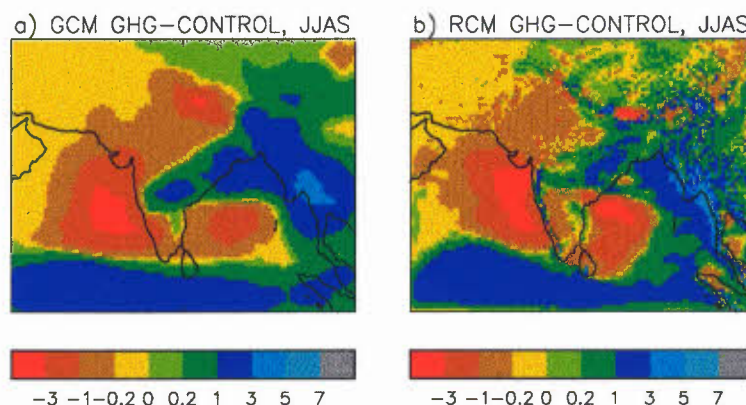 a) GCM GHG-CONTROL, JJAS
b) RCM GHG-CONTROL, JJAS
-3 -1-0.2 0 0.2 1 3 5 7
-3 -1-0.2 0 0.2 1 3 5 7